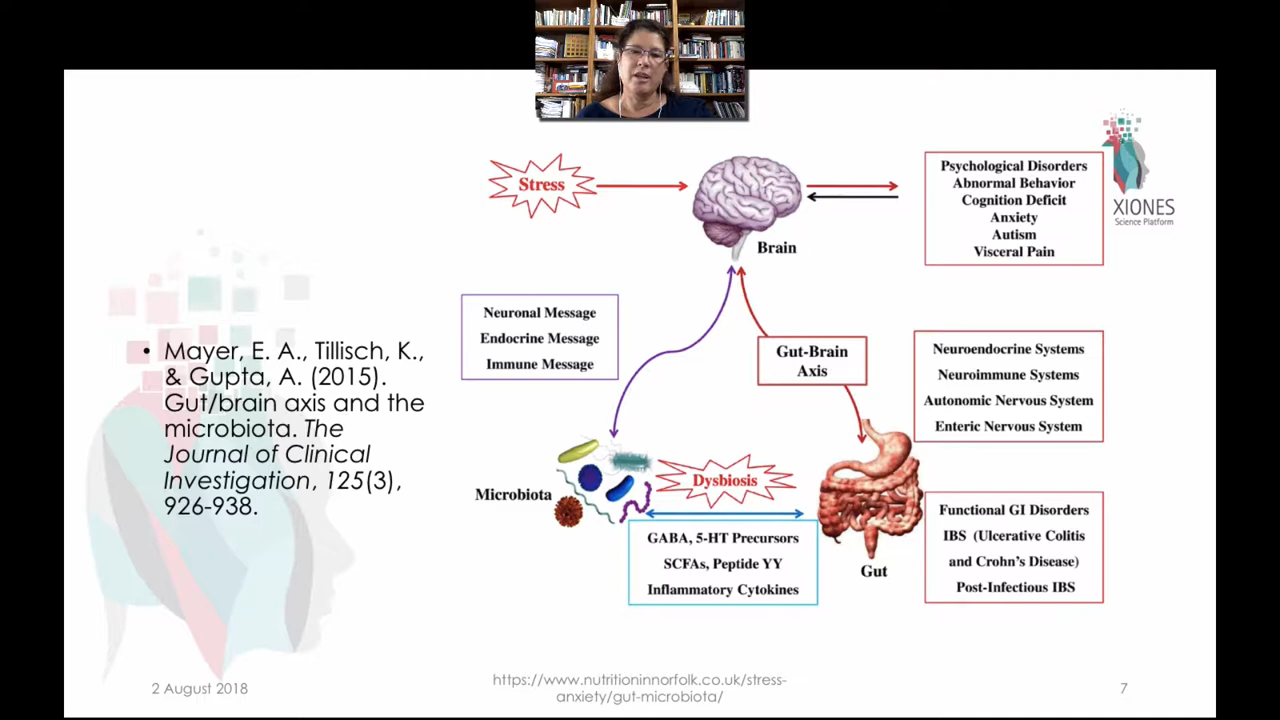 Stress
Brain
Psychological Disorders
Abnormal Behavior
Cognition Deficit
Anxiety
Autism
Visceral Pain
XIONES
Science Platform
Neuronal Message
Endocrine Message
Immune Message
Gut-Brain
Axis
Neuroendocrine Systems
Neuroimmune Systems
Autonomic Nervous System
Enteric Nervous System
• Mayer, E. A., Tillisch, K.,
& Gupta, A. (2015).
Gut/brain axis and the
microbiota. The
Journal of Clinical
Investigation, 125(3),
926-938.
Microbiota
Dysbiosis
GABA, 5-HT Precursors
SCFAs, Peptide YY
Inflammatory Cytokines
Gut
Functional GI Disorders
IBS (Ulcerative Colitis
and Crohn's Disease)
Post-Infectious IBS
2 August 2018
https://www.nutritioninnorfolk.co.uk/stress-
anxiety/gut-microbiota/
7